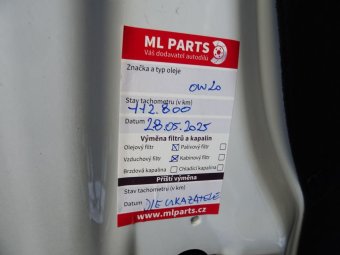 ML PARTS
Váš dodavatel autodílů
Značka a typ oleje
OW20
Stav tachometru (v km)
112.800
Datum 28.05.2025
Výměna filtrů a kapalin
Olejový filtr Palivový filtr
Vzduchový filtr Kabinový filtr
Brzdová kapalina Chladicí kapalina
Příští výměna
Stav tachometru (v km)
Datum DLE UKAZATELE
www.mlparts.cz